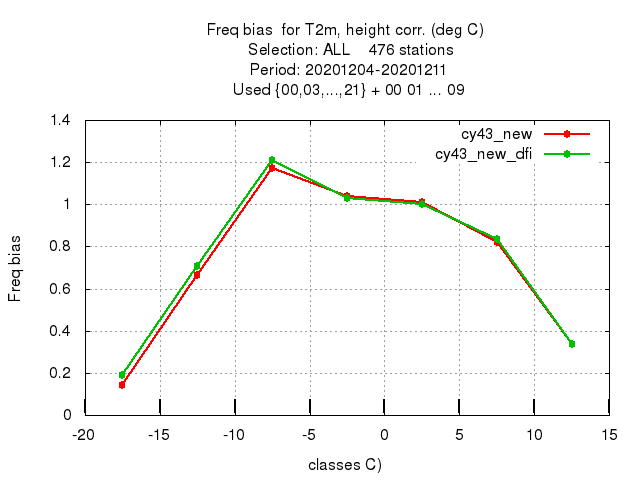 Freq bias  for T2m, height corr. (deg C)
Selection: ALL    476 stations
Period: 20201204-20201211
Used {00,03,...,21} + 00 01 ... 09
cy43_new
cy43_new_dfi
1.4
1.2
1
0.8
0.6
0.4
0.2
0
Freq bias
-20 -15 -10 -5 0 5 10 15
classes C)